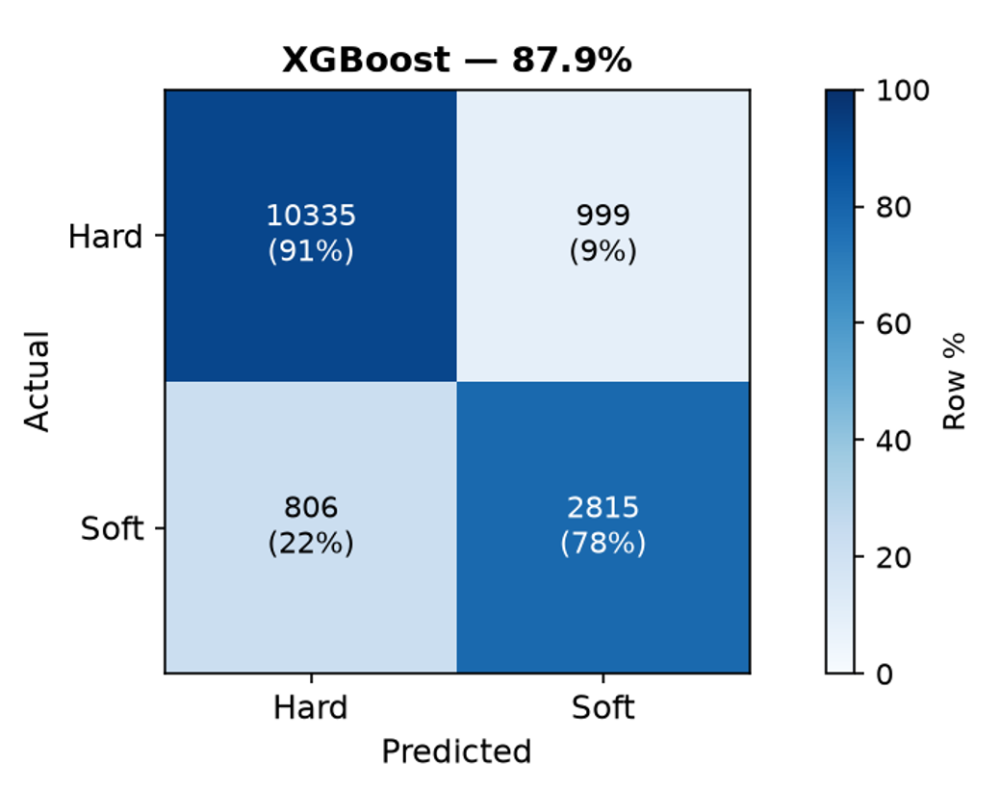 XGBoost — 87.9%
Actual
Hard
Soft
10335
(91%)
999
(9%)
806
(22%)
2815
(78%)
Hard
Soft
Predicted
100
80
60
40
20
0
Row %